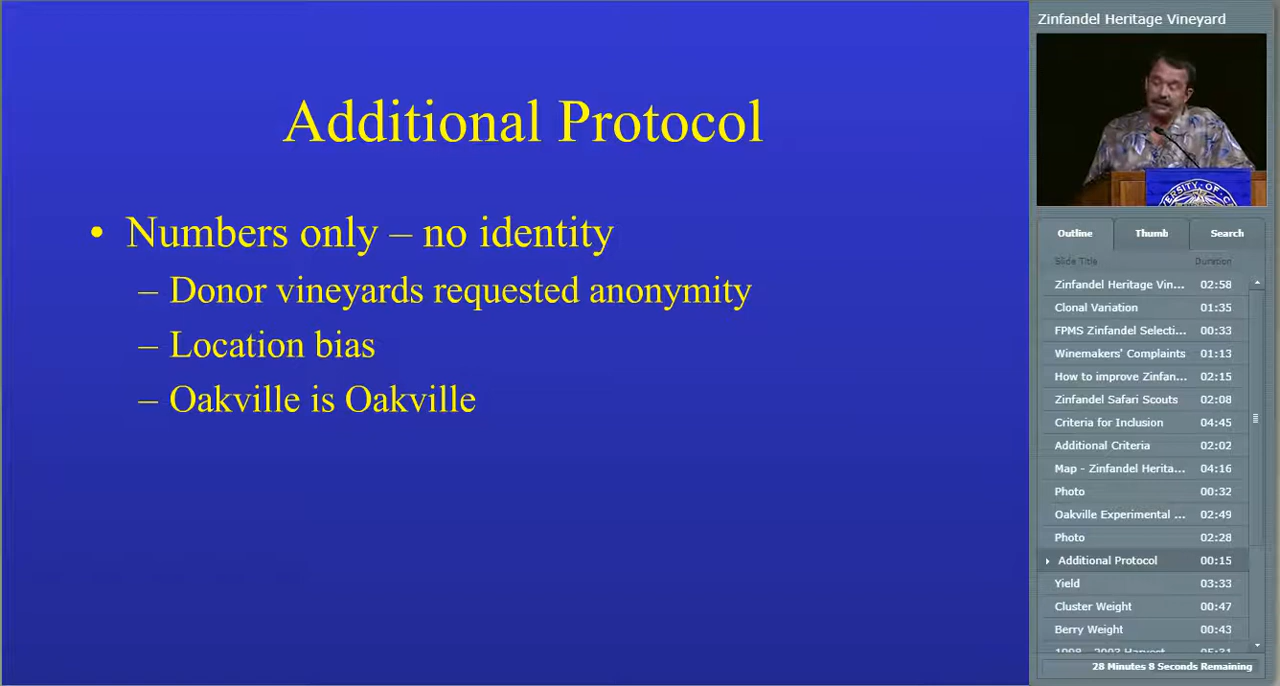 Additional Protocol
• Numbers only – no identity
– Donor vineyards requested anonymity
– Location bias
– Oakville is Oakville
Zinfandel Heritage Vineyard
Outline Thumb Search
Slide Title Duration
Zinfandel Heritage Vin... 02:58
Clonal Variation 01:35
FPMS Zinfandel Selecti... 00:33
Winemakers' Complaints 01:13
How to improve Zinfan... 02:15
Zinfandel Safari Scouts 02:08
Criteria for Inclusion 04:45
Additional Criteria 02:02
Map - Zinfandel Herita... 04:16
Photo 00:32
Oakville Experimental ... 02:49
Photo 02:28
Additional Protocol 00:15
Yield 03:33
Cluster Weight 00:47
Berry Weight 00:43
1998 - 2003 Harvest 05:31
28 Minutes 8 Seconds Remaining